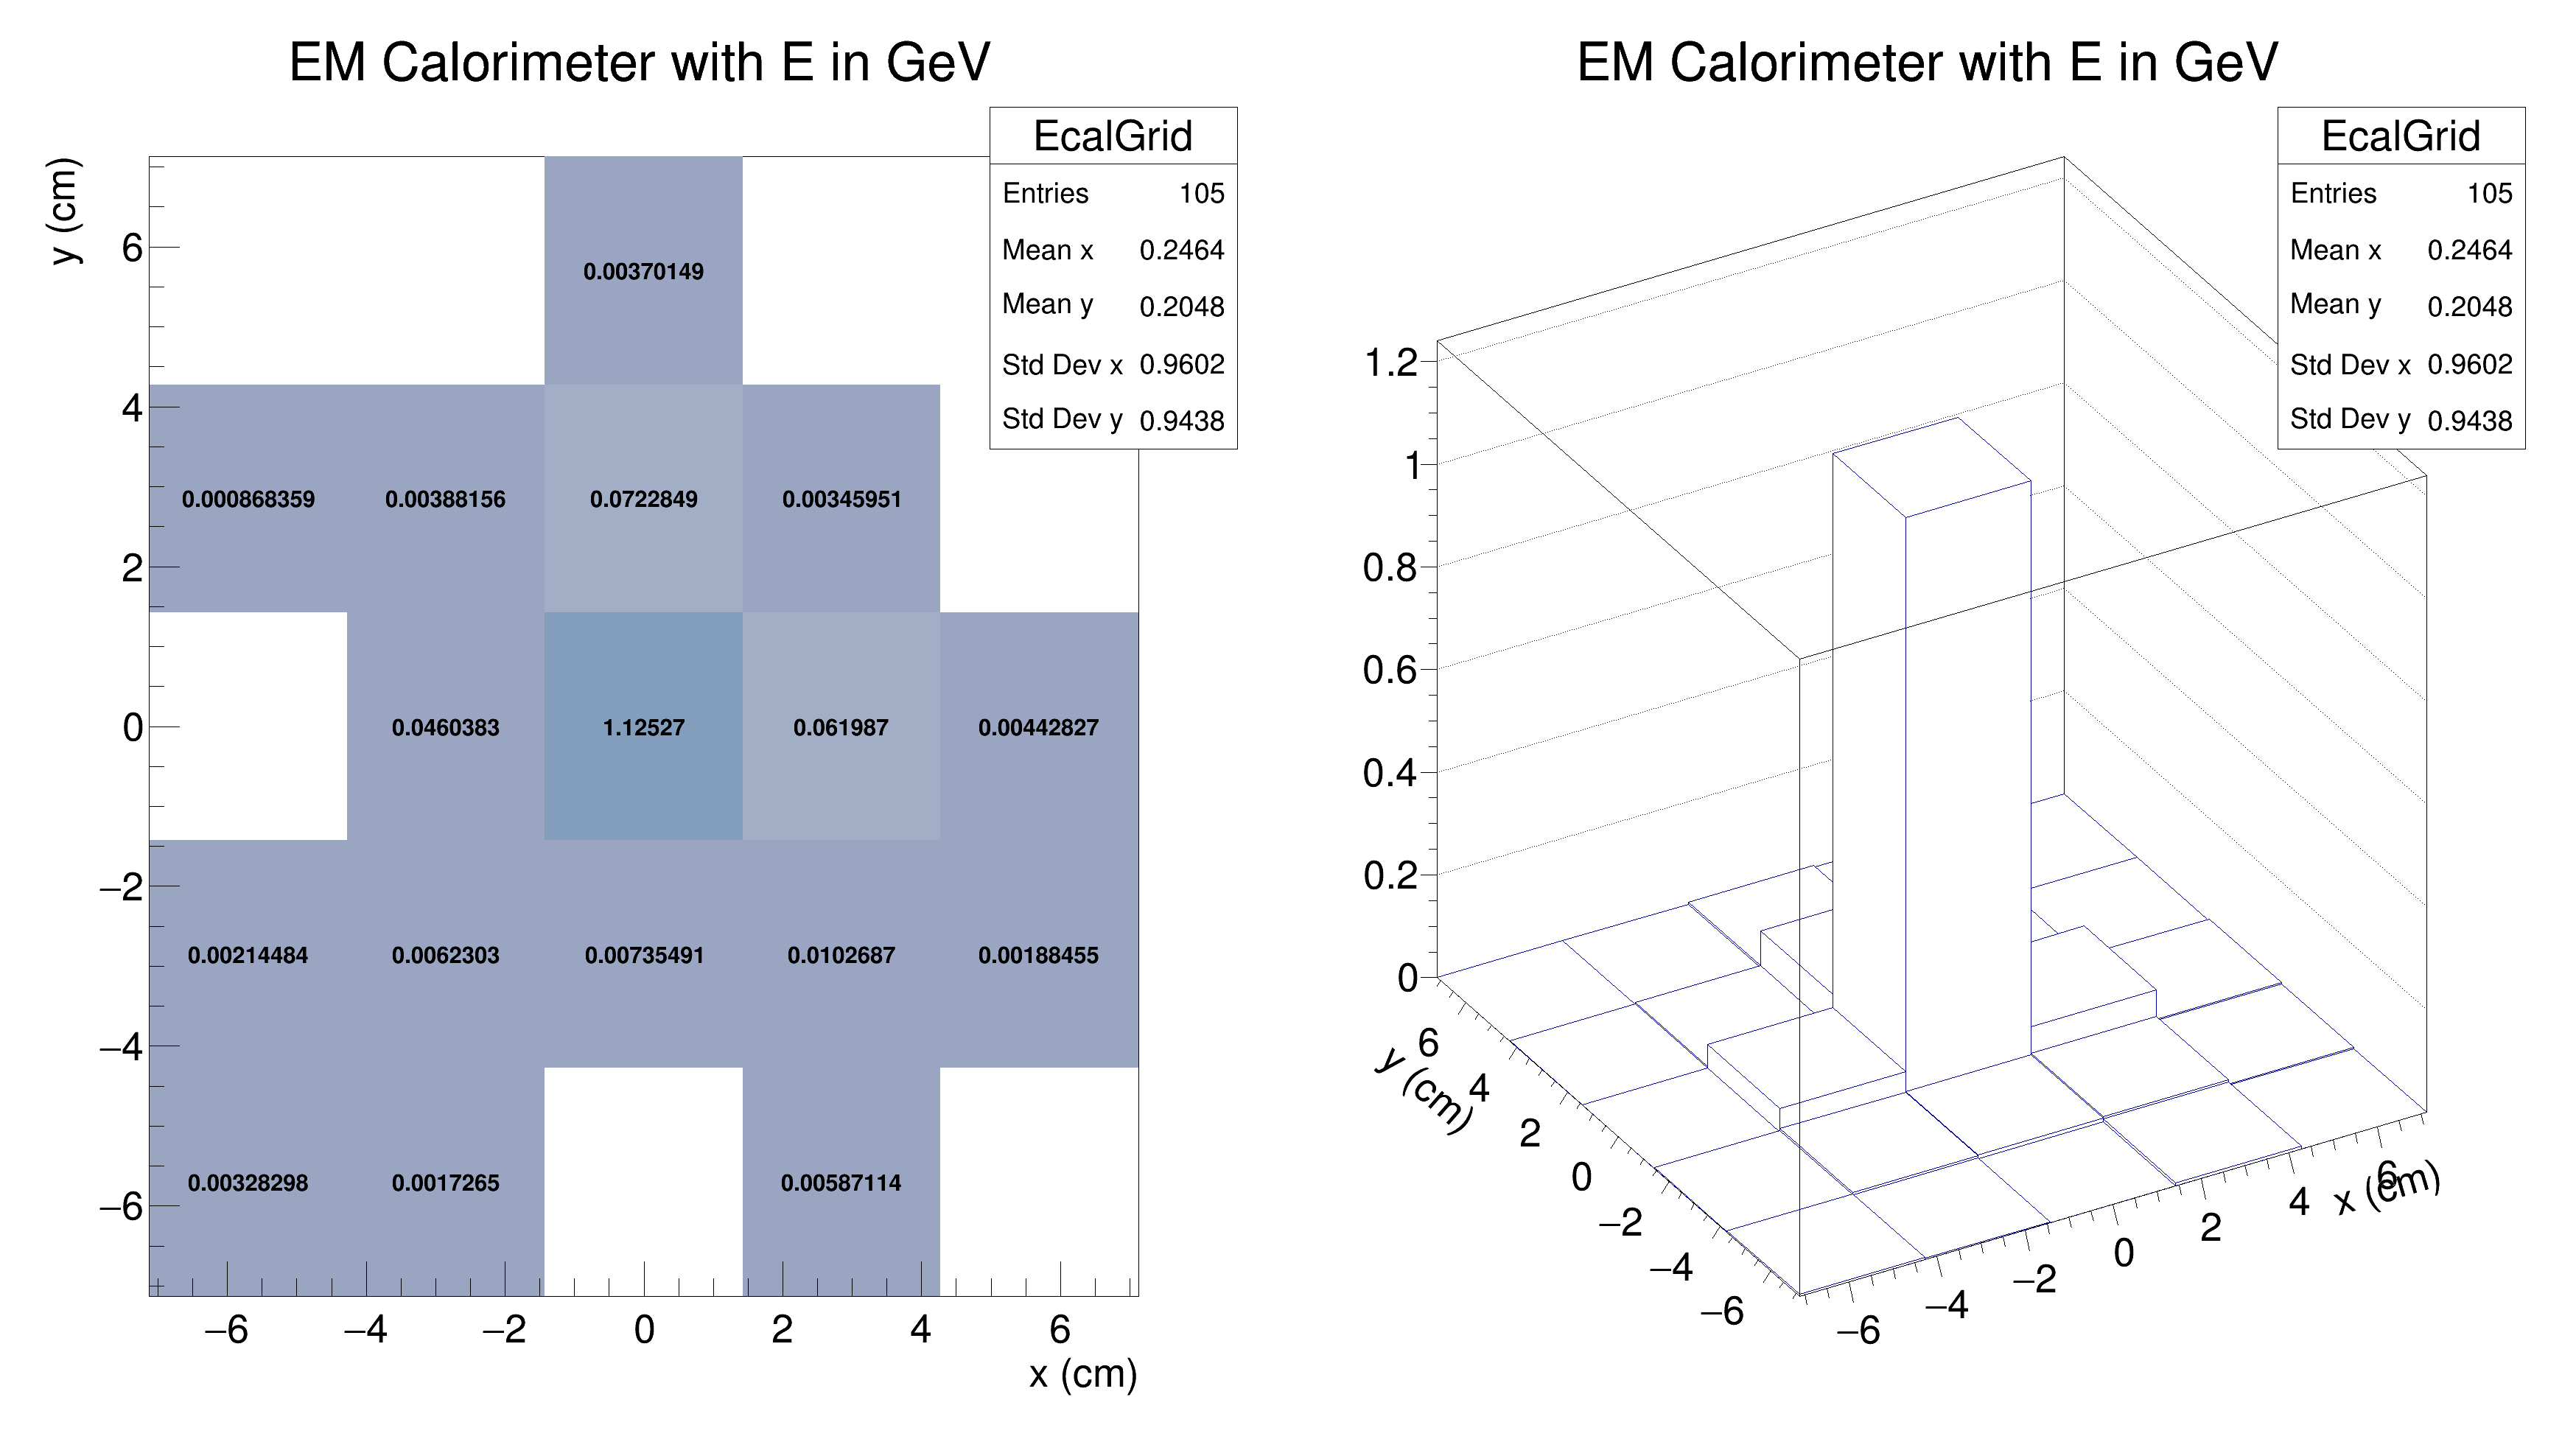 EM Calorimeter with E in GeV
EcalGrid
Entries 105
Mean x 0.2464
Mean y 0.2048
Std Dev x 0.9602
Std Dev y 0.9438
y (cm)
6
4
2
0
−2
−4
−6
0.00370149
0.000868359 0.00388156 0.0722849 0.00345951
0.0460383 1.12527 0.061987 0.00442827
0.00214484 0.0062303 0.00735491 0.0102687 0.00188455
0.00328298 0.0017265 0.00587114
−6 −4 −2 0 2 4 6
x (cm)
EM Calorimeter with E in GeV
EcalGrid
Entries 105
Mean x 0.2464
Mean y 0.2048
Std Dev x 0.9602
Std Dev y 0.9438
1.2
1
0.8
0.6
0.4
0.2
0
y (cm)
6
4
2
0
−2
−4
−6
−6 −4 −2 0 2 4 6
x (cm)